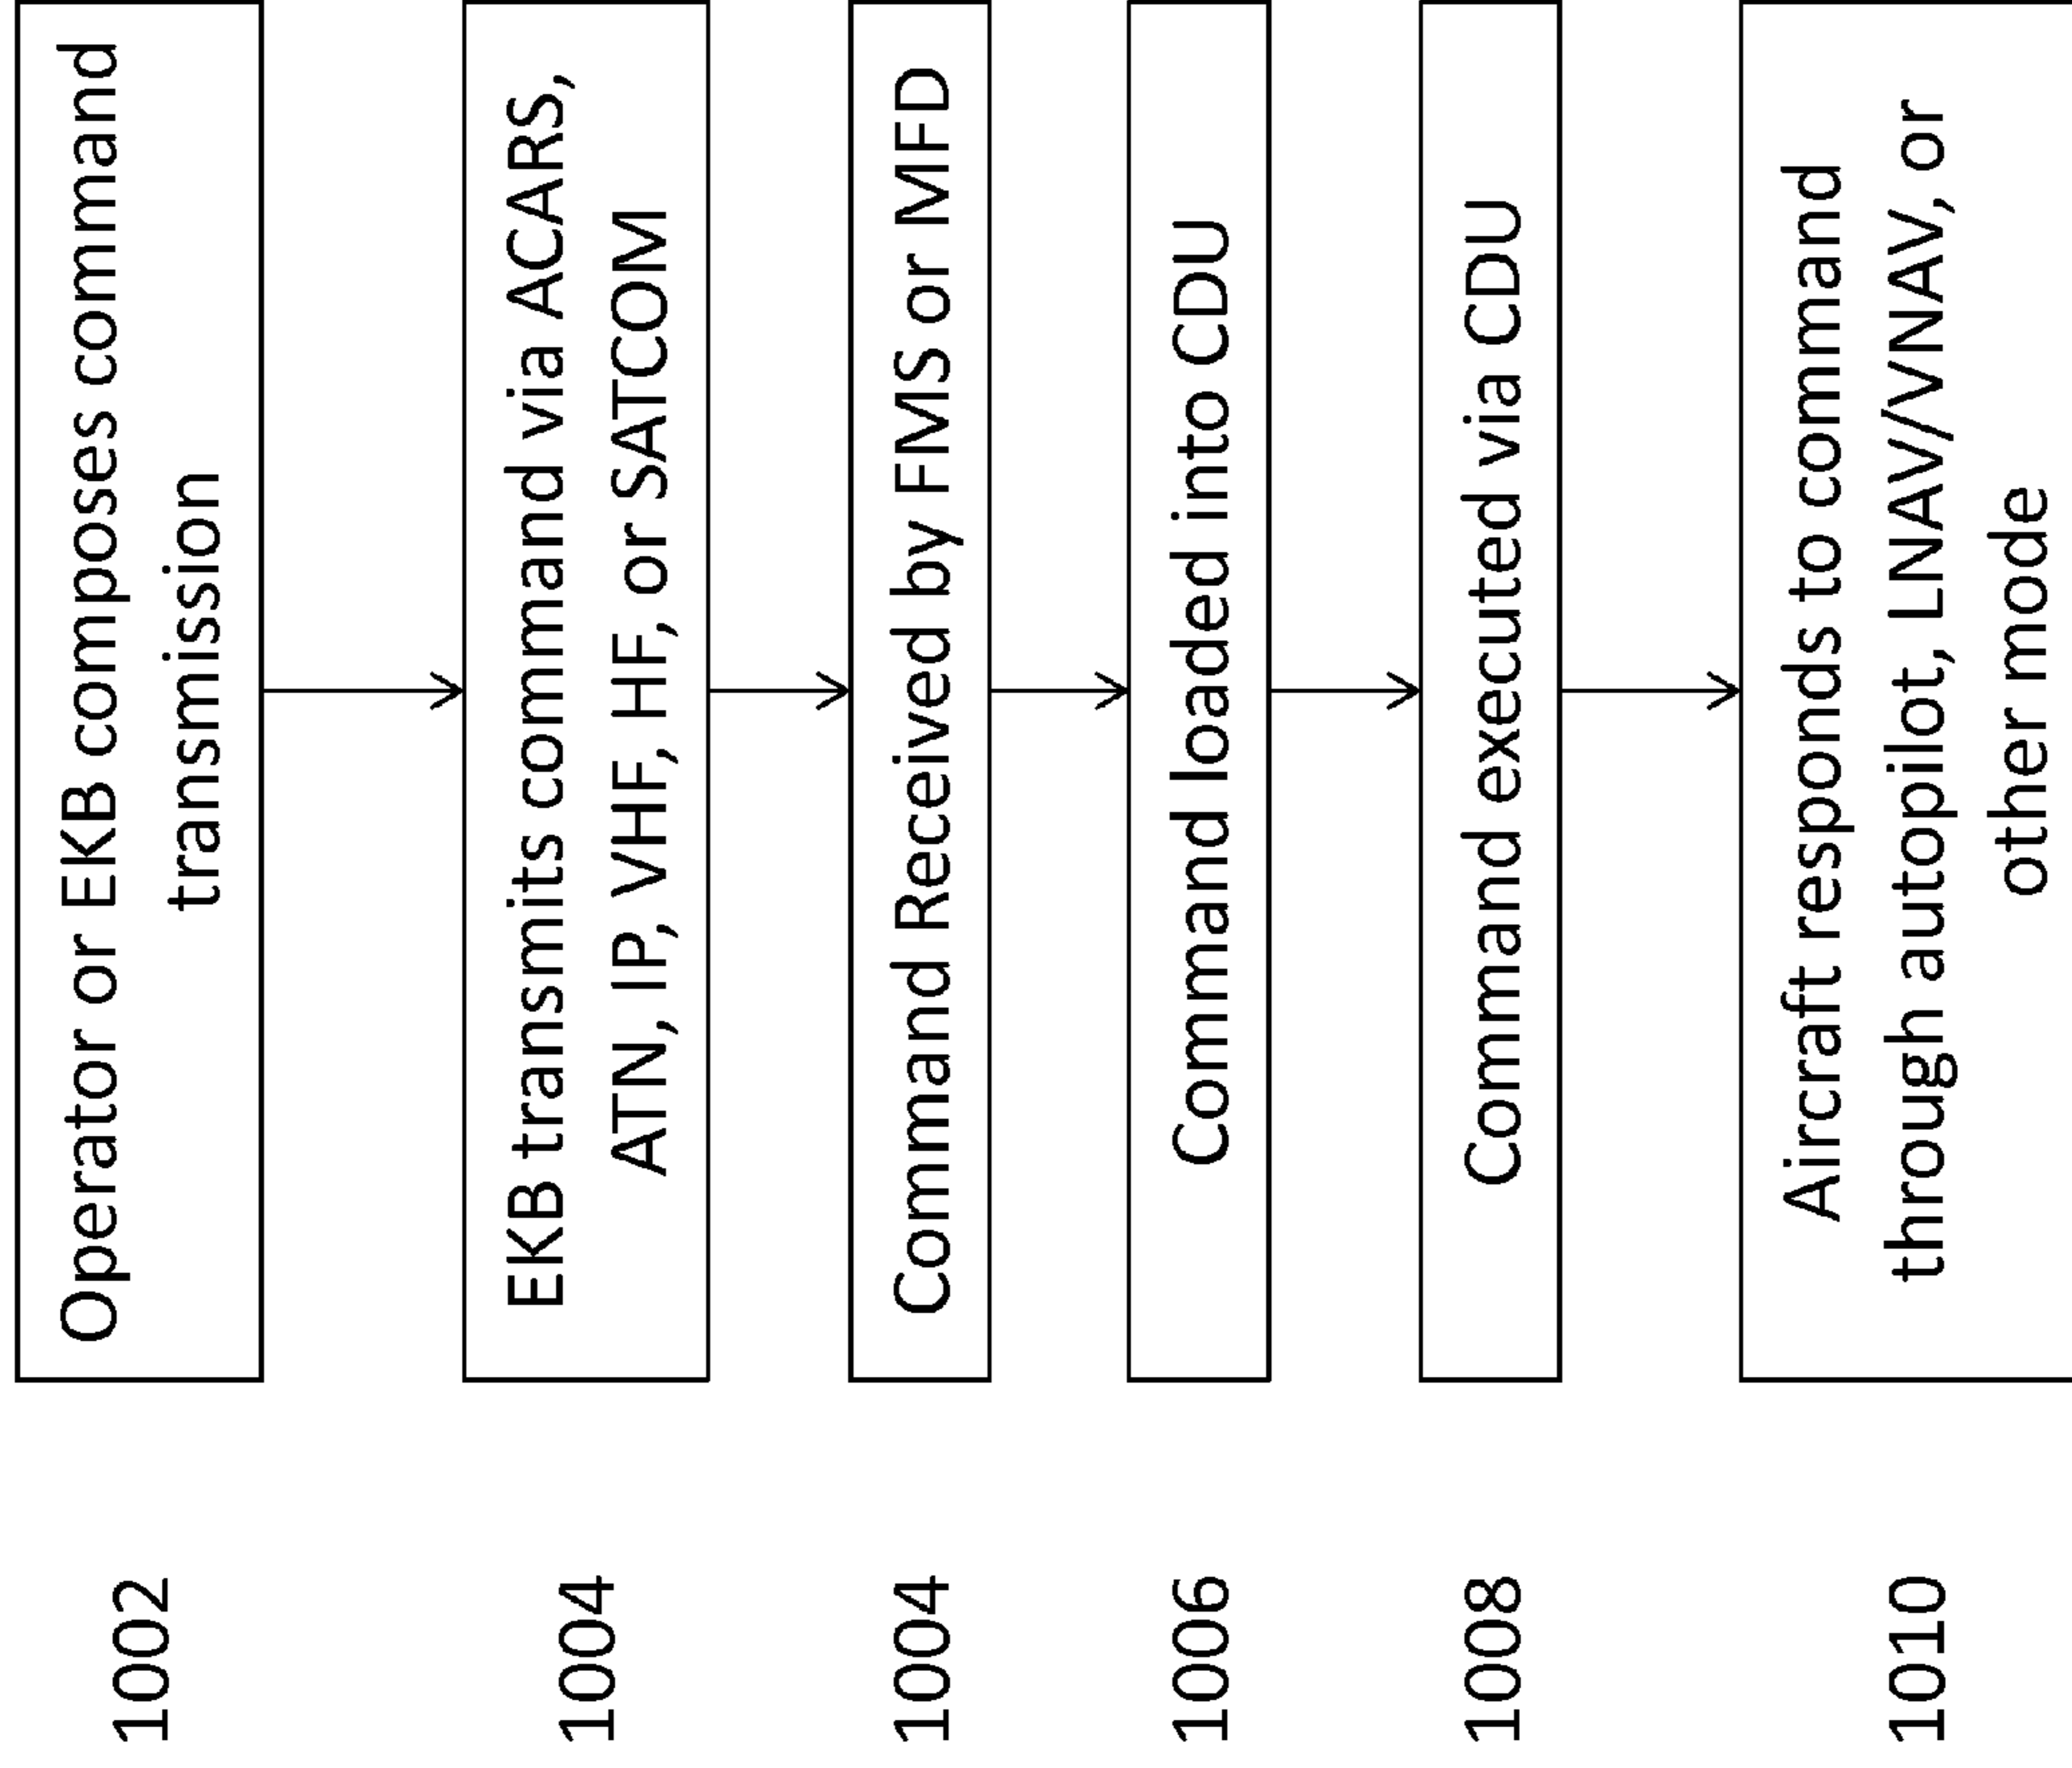 1002
Operator or EKB composes command
transmission
1004
EKB transmits command via ACARS,
ATN, IP, VHF, HF, or SATCOM
1004
Command Received by FMS or MFD
1006
Command loaded into CDU
1008
Command executed via CDU
1010
Aircraft responds to command
through autopilot, LNAV/VNAV, or
other mode